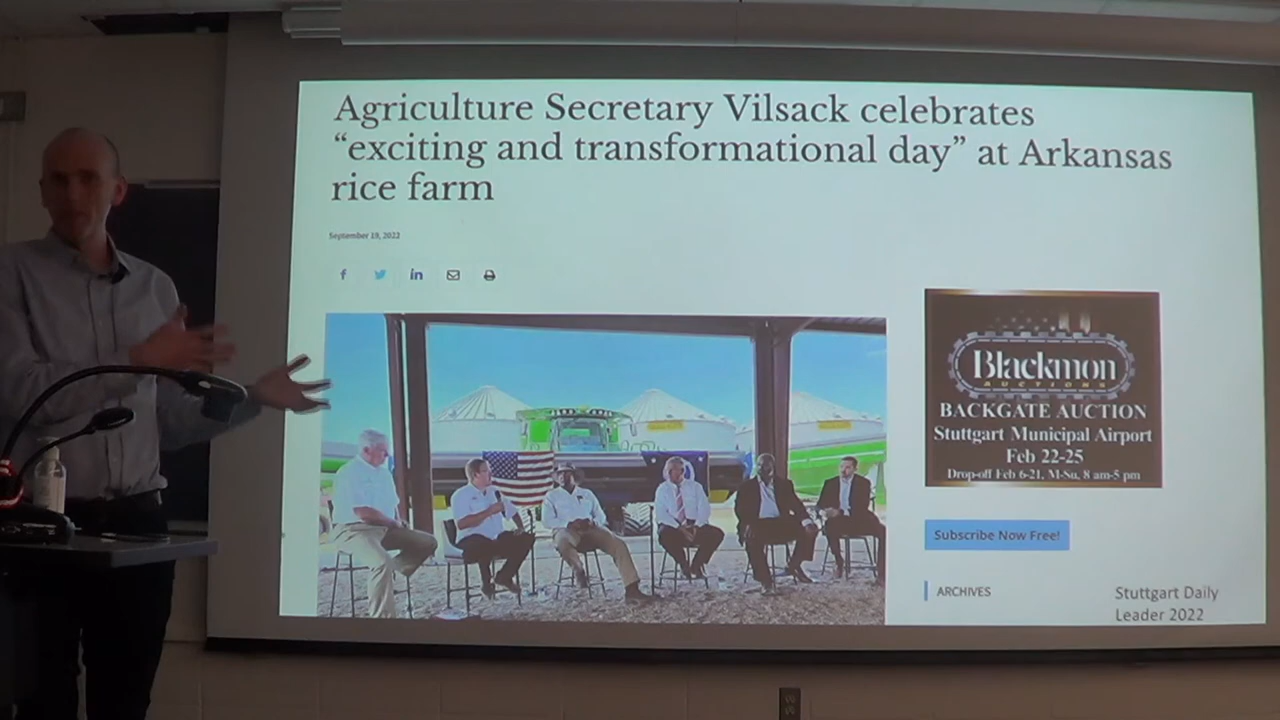 Agriculture Secretary Vilsack celebrates
“exciting and transformational day” at Arkansas
rice farm
September 19, 2022
f
in
Blackmon
AUCTIONS
BACKGATE AUCTION
Stuttgart Municipal Airport
Feb 22-25
Drop-off Feb 6-21, M-Su, 8 am-5 pm
Subscribe Now Free!
ARCHIVES
Stuttgart Daily
Leader 2022